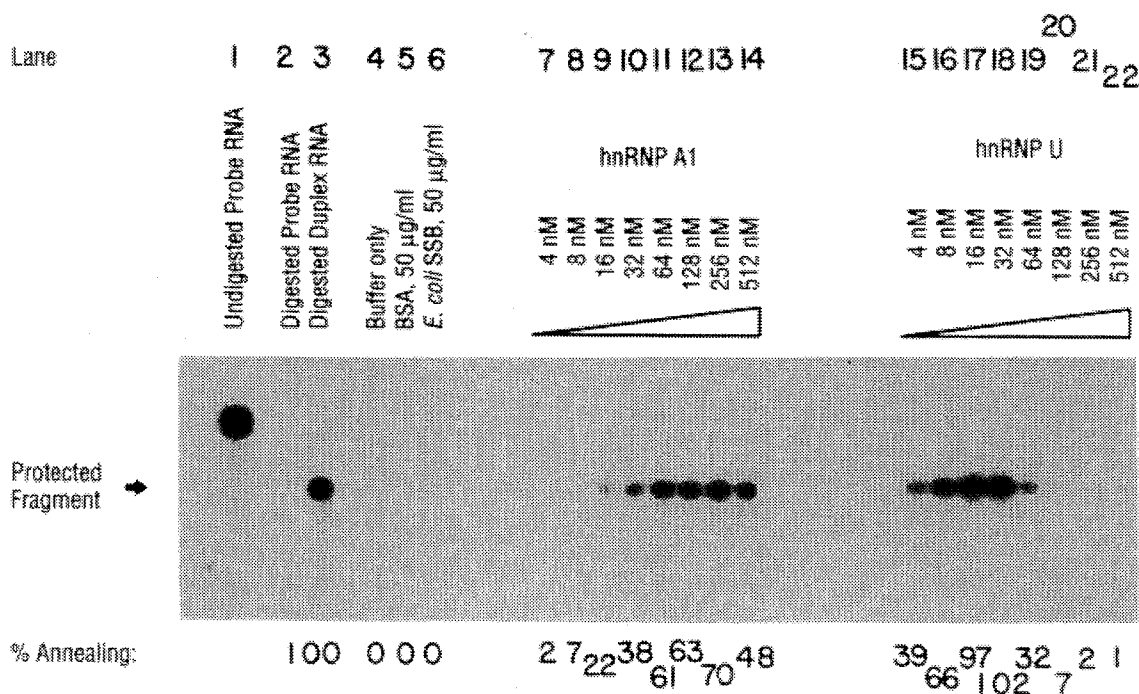 Lane 1 2 3 4 5 6 7 8 9 10 11 12 13 14 15 16 17 18 19 20 21 22
Undigested Probe RNA
Digested Probe RNA
Digested Duplex RNA
Buffer only
BSA, 50 µg/ml
E. coli SSB, 50 µg/ml
hnRNP A1
4 nM
8 nM
16 nM
32 nM
64 nM
128 nM
256 nM
512 nM
hnRNP U
4 nM
8 nM
16 nM
32 nM
64 nM
128 nM
256 nM
512 nM
Protected
Fragment
% Annealing: 100 0 0 0 2 7 22 38 61 63 70 48 39 66 97 102 32 7 2 1